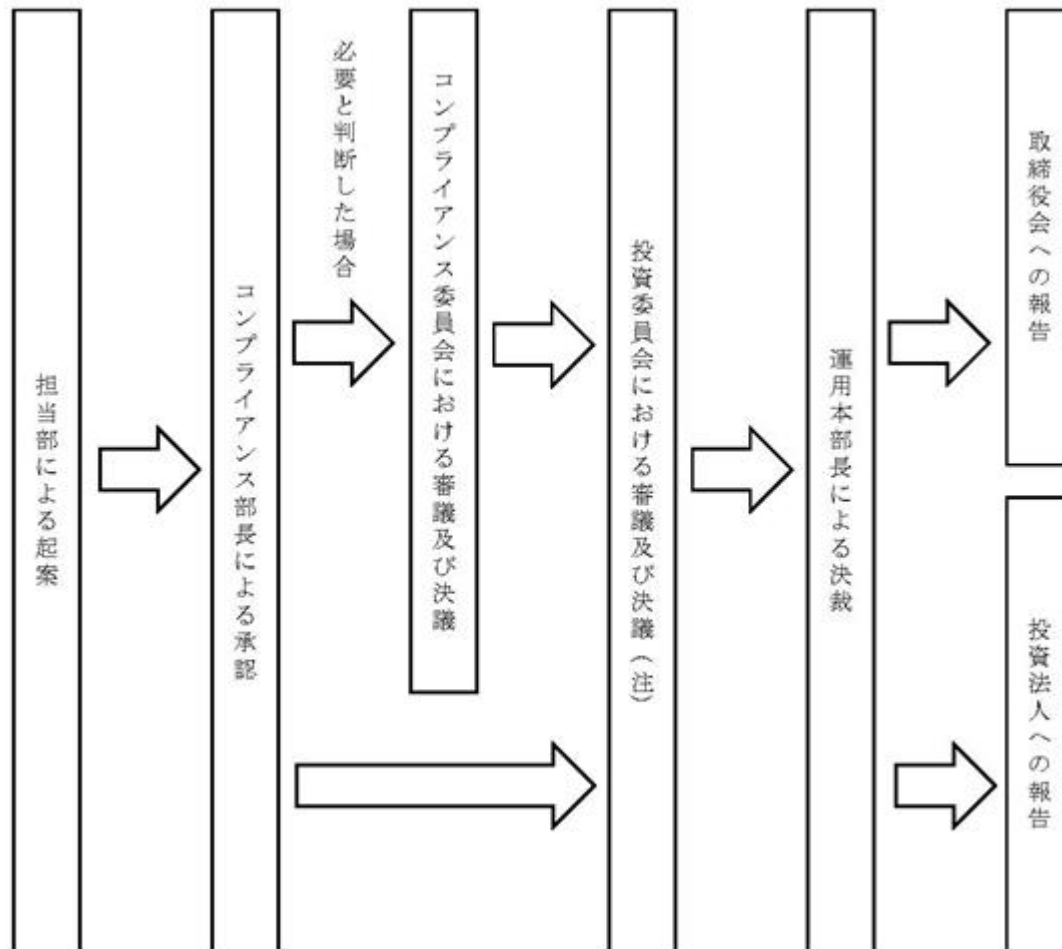 担当部による起案
コンプライアンス部長による承認
必要と判断した場合
コンプライアンス委員会における審議及び決議
投資委員会における審議及び決議（注）
運用本部長による決裁
取締役会への報告
投資法人への報告